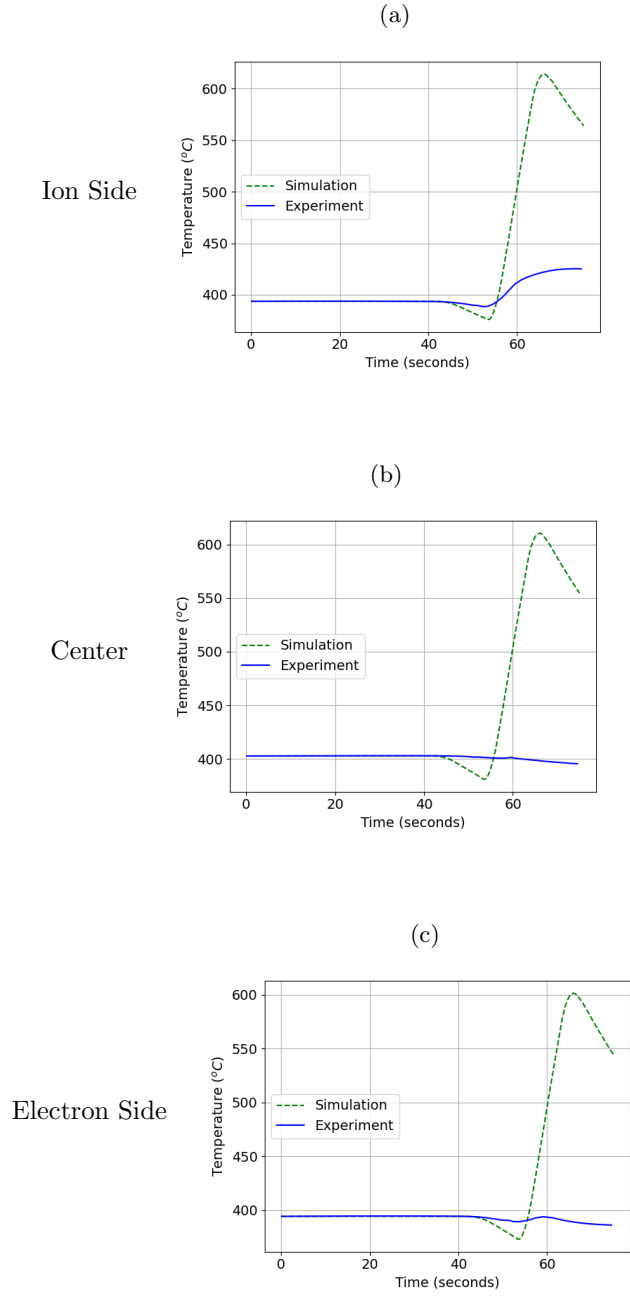 (a)
Ion Side
Temperature (°C)
600
550
500
450
400
Simulation
Experiment
0 20 40 60
Time (seconds)
(b)
Center
Temperature (°C)
600
550
500
450
400
Simulation
Experiment
0 20 40 60
Time (seconds)
(c)
Electron Side
Temperature (°C)
600
550
500
450
400
Simulation
Experiment
0 20 40 60
Time (seconds)